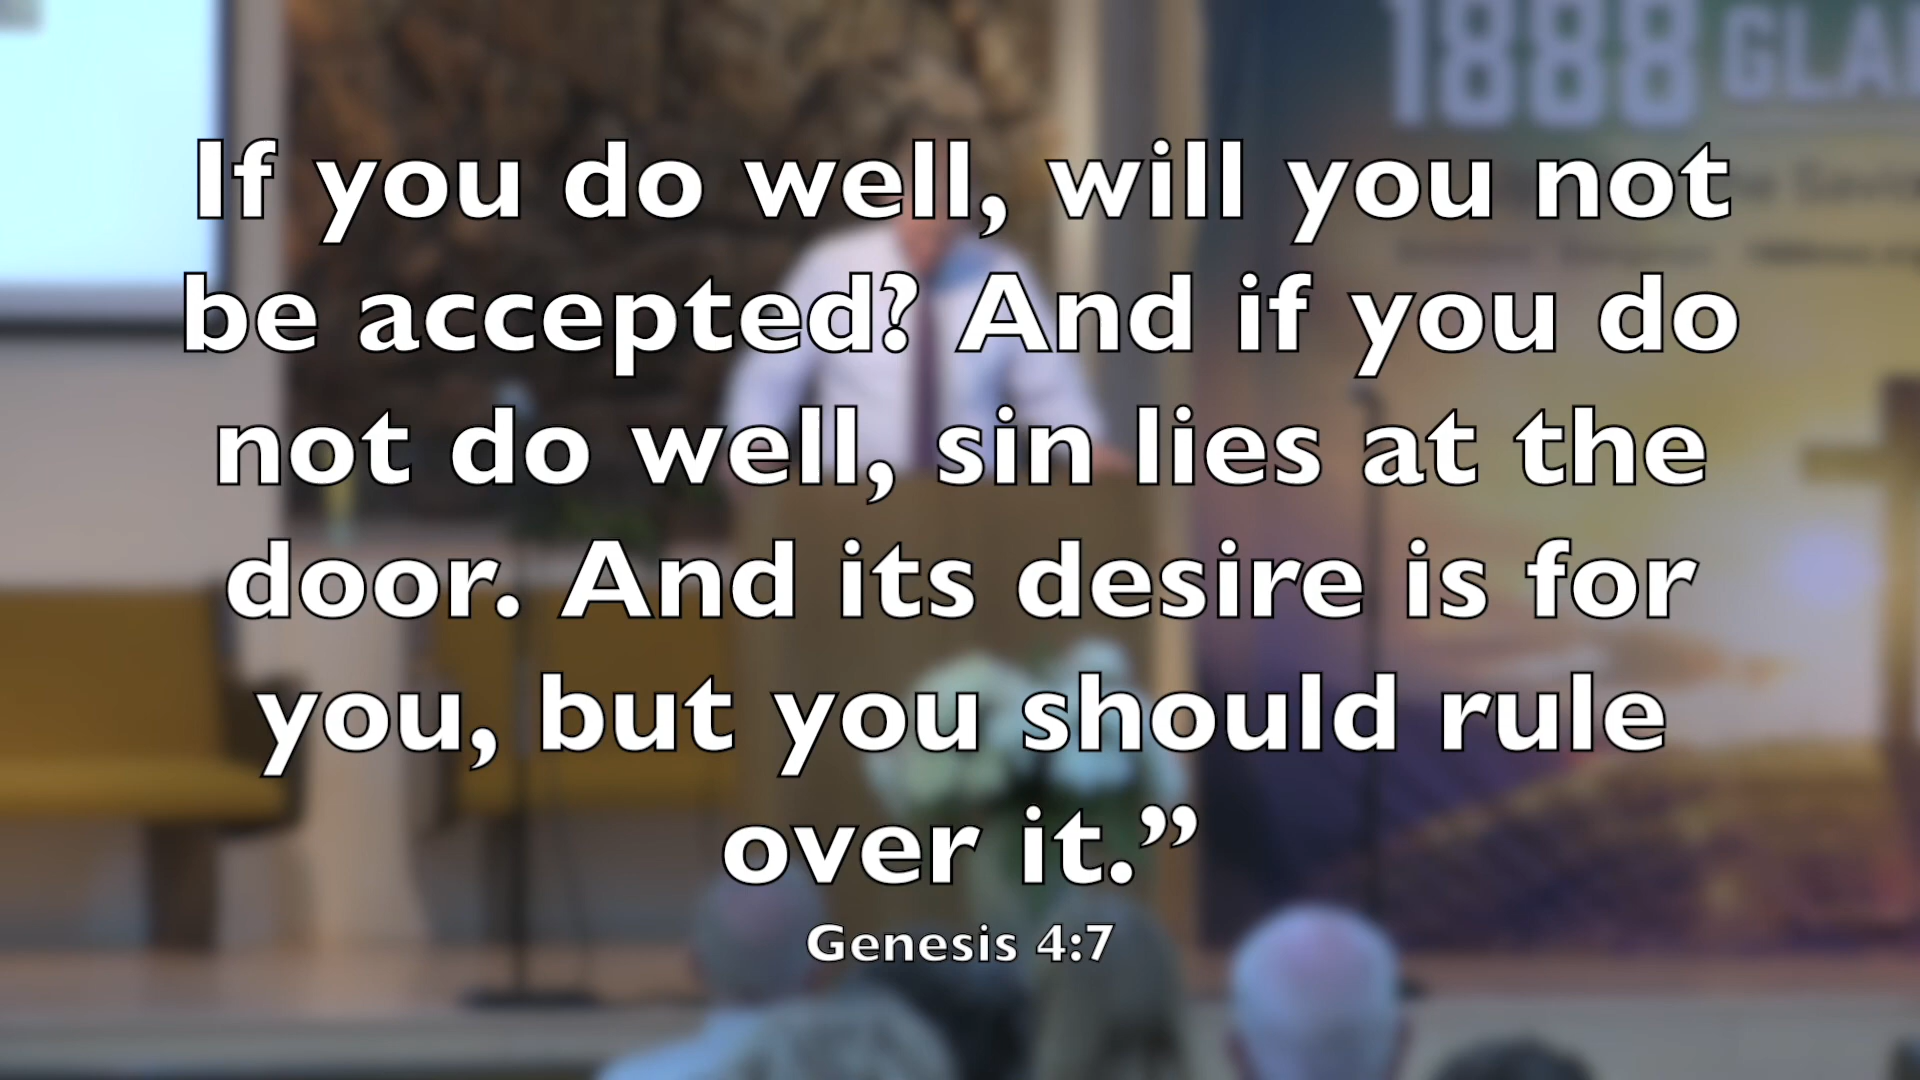 1888 GLA
If you do well, will you not
be accepted? And if you do
not do well, sin lies at the
door. And its desire is for
you, but you should rule
over it.”
Genesis 4:7